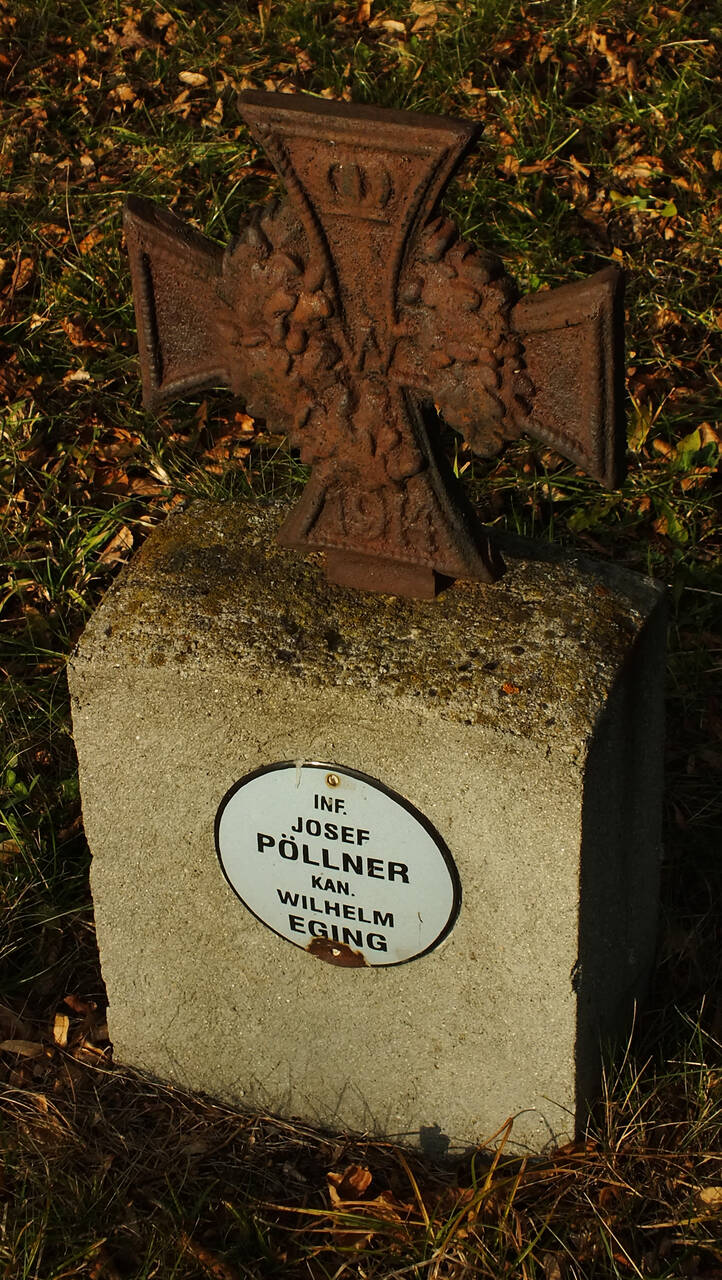 W
1914
INF.
JOSEF
PÖLLNER
KAN.
WILHELM
EGING